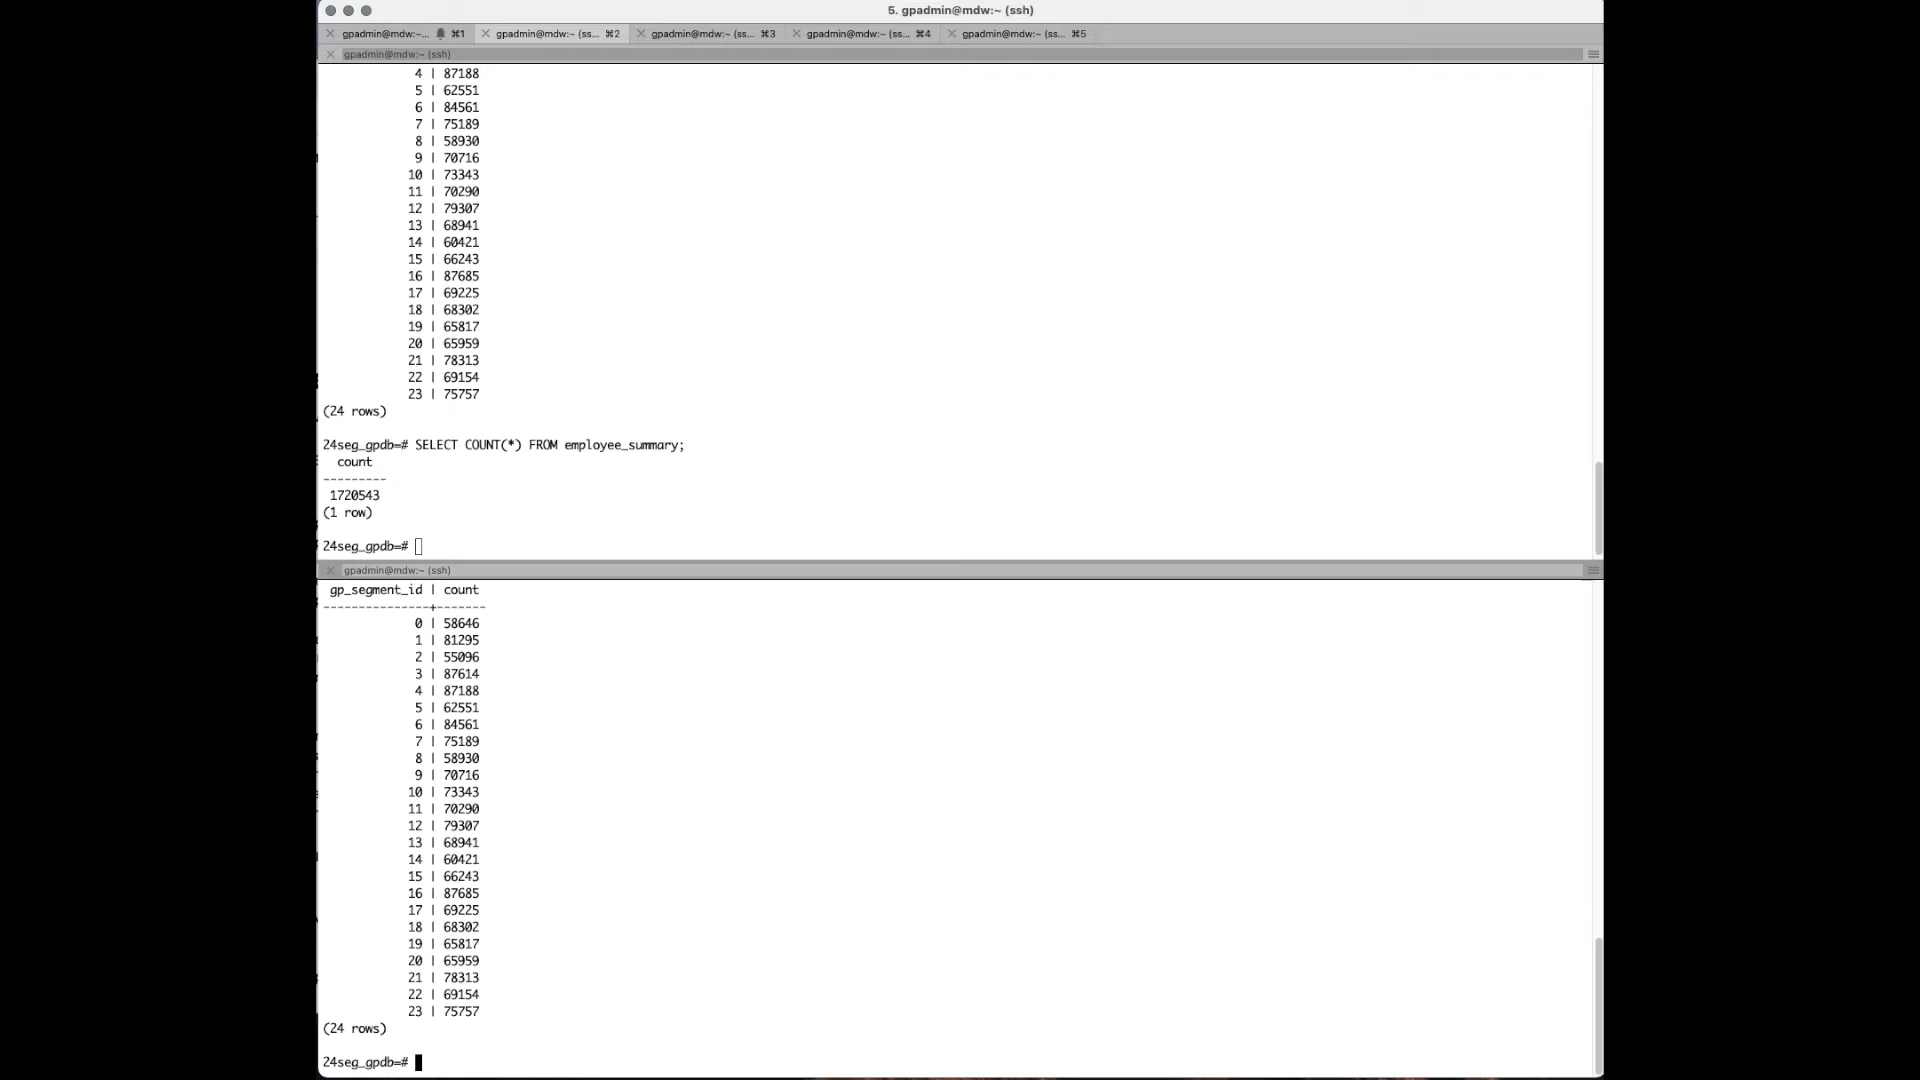 5. gpadmin@mdw:~ (ssh)
gpadmin@mdw:~... ⌘1 gpadmin@mdw:~ (ss... ⌘2 gpadmin@mdw:~ (ss... ⌘3 gpadmin@mdw:~ (ss... ⌘4 gpadmin@mdw:~ (ss... ⌘5
gpadmin@mdw:~ (ssh)
4 | 87188
5 | 62551
6 | 84561
7 | 75189
8 | 58930
9 | 70716
10 | 73343
11 | 70290
12 | 79307
13 | 68941
14 | 60421
15 | 66243
16 | 87685
17 | 69225
18 | 68302
19 | 65817
20 | 65959
21 | 78313
22 | 69154
23 | 75757
(24 rows)
24seg_gpdb=# SELECT COUNT(*) FROM employee_summary;
count
---------
1720543
(1 row)
24seg_gpdb=#
gpadmin@mdw:~ (ssh)
gp_segment_id | count
---------------+-------
0 | 58646
1 | 81295
2 | 55096
3 | 87614
4 | 87188
5 | 62551
6 | 84561
7 | 75189
8 | 58930
9 | 70716
10 | 73343
11 | 70290
12 | 79307
13 | 68941
14 | 60421
15 | 66243
16 | 87685
17 | 69225
18 | 68302
19 | 65817
20 | 65959
21 | 78313
22 | 69154
23 | 75757
(24 rows)
24seg_gpdb=#